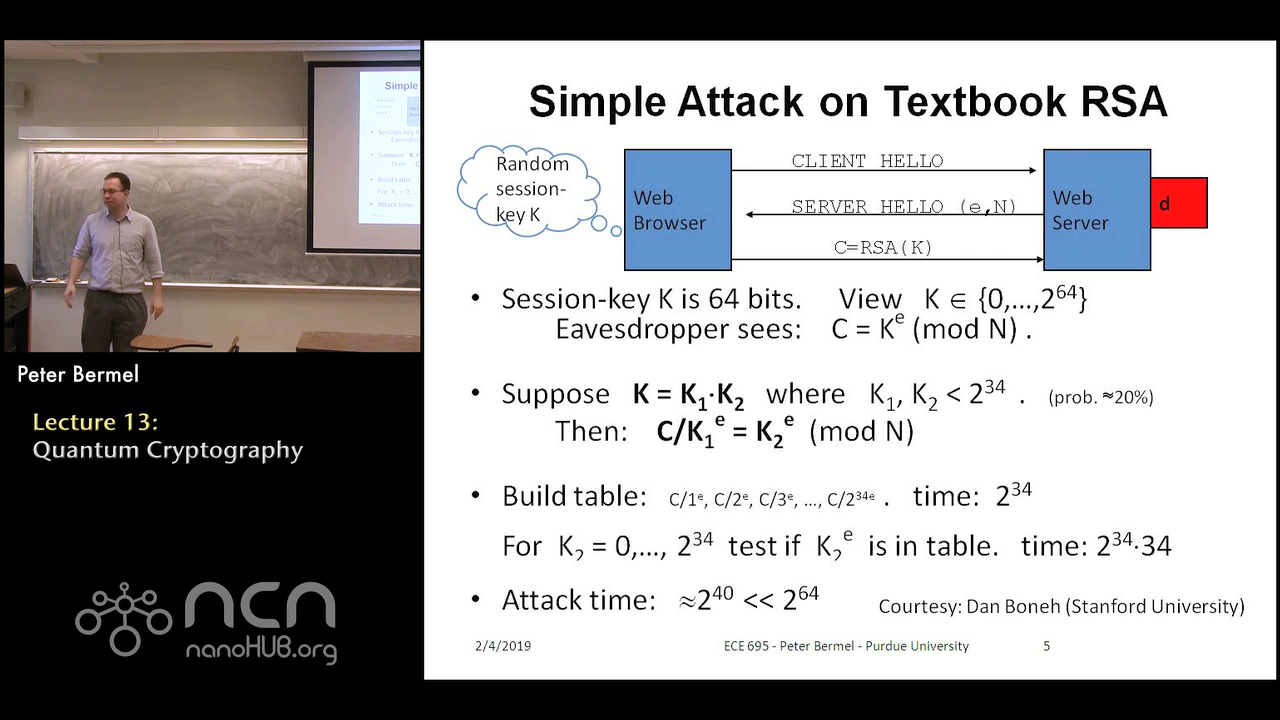 Simple Attack on Textbook RSA
Random
session-
key K
Web
Browser
CLIENT HELLO
SERVER HELLO (e,N)
C=RSA(K)
Web
Server
d
• Session-key K is 64 bits. View K ∈ {0,…,2^64}
Eavesdropper sees: C = K^e (mod N) .
• Suppose K = K₁·K₂ where K₁, K₂ < 2^34 . (prob. ≈20%)
Then: C/K₁^e = K₂^e (mod N)
• Build table: C/1^e, C/2^e, C/3^e, …, C/2^34e . time: 2^34
For K₂ = 0,…, 2^34 test if K₂^e is in table. time: 2^34·34
• Attack time: ≈2^40 << 2^64
Courtesy: Dan Boneh (Stanford University)
2/4/2019
ECE 695 - Peter Bermel - Purdue University
5
Simple
Peter Bermel
Lecture 13:
Quantum Cryptography
ncn
nanoHUB.org